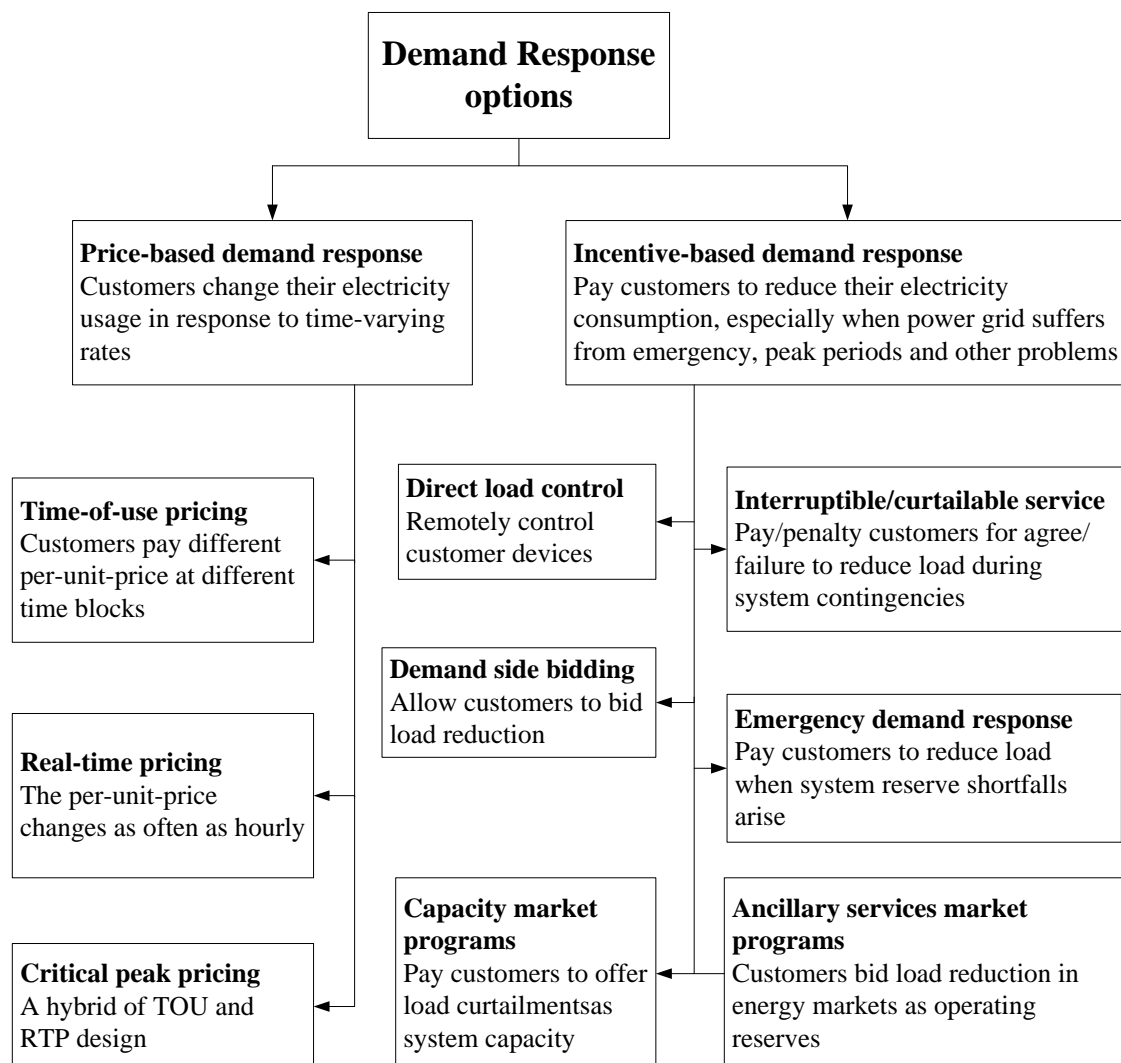 Demand Response
options
Price-based demand response
Customers change their electricity
usage in response to time-varying
rates
Incentive-based demand response
Pay customers to reduce their electricity
consumption, especially when power grid suffers
from emergency, peak periods and other problems
Time-of-use pricing
Customers pay different
per-unit-price at different
time blocks
Direct load control
Remotely control
customer devices
Interruptible/curtailable service
Pay/penalty customers for agree/
failure to reduce load during
system contingencies
Demand side bidding
Allow customers to bid
load reduction
Emergency demand response
Pay customers to reduce load
when system reserve shortfalls
arise
Real-time pricing
The per-unit-price
changes as often as hourly
Capacity market
programs
Pay customers to offer
load curtailmentsas
system capacity
Ancillary services market
programs
Customers bid load reduction in
energy markets as operating
reserves
Critical peak pricing
A hybrid of TOU and
RTP design